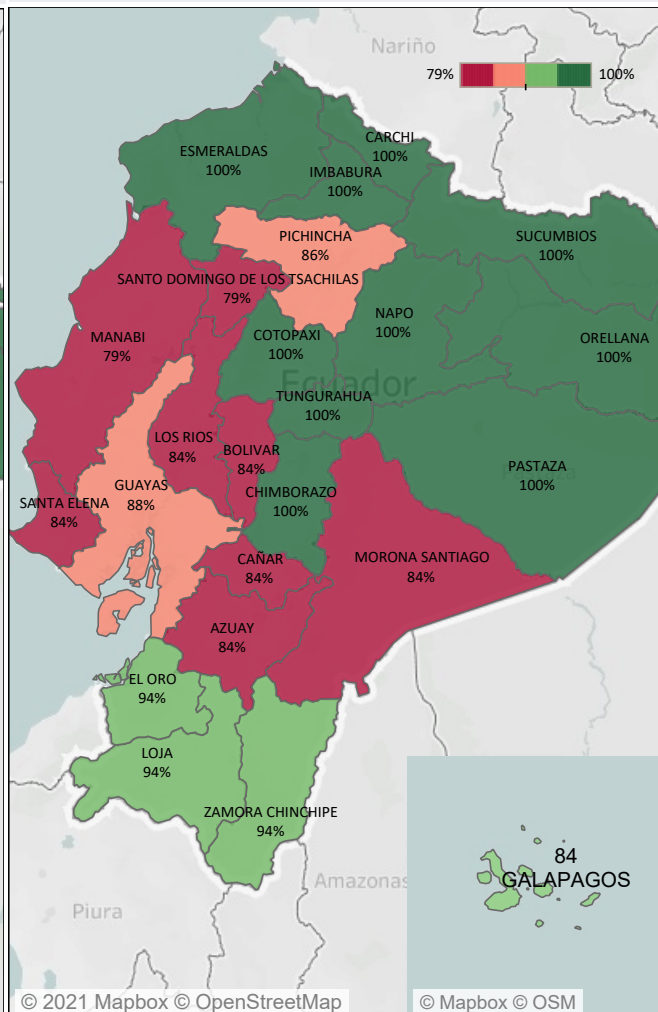 Nariño
79%
100%
CARCHI
100%
ESMERALDAS
100%
IMBABURA
100%
PICHINCHA
86%
SUCUMBIOS
100%
SANTO DOMINGO DE LOS TSACHILAS
79%
NAPO
100%
MANABI
79%
COTOPAXI
100%
ORELLANA
100%
Ecuador
TUNGURAHUA
100%
LOS RIOS
84%
BOLIVAR
84%
PASTAZA
100%
GUAYAS
88%
CHIMBORAZO
100%
SANTA ELENA
84%
CAÑAR
84%
MORONA SANTIAGO
84%
AZUAY
84%
EL ORO
94%
LOJA
94%
ZAMORA CHINCHIPE
94%
84
GALAPAGOS
Amazonas
Piura
© 2021 Mapbox © OpenStreetMap
© Mapbox © OSM